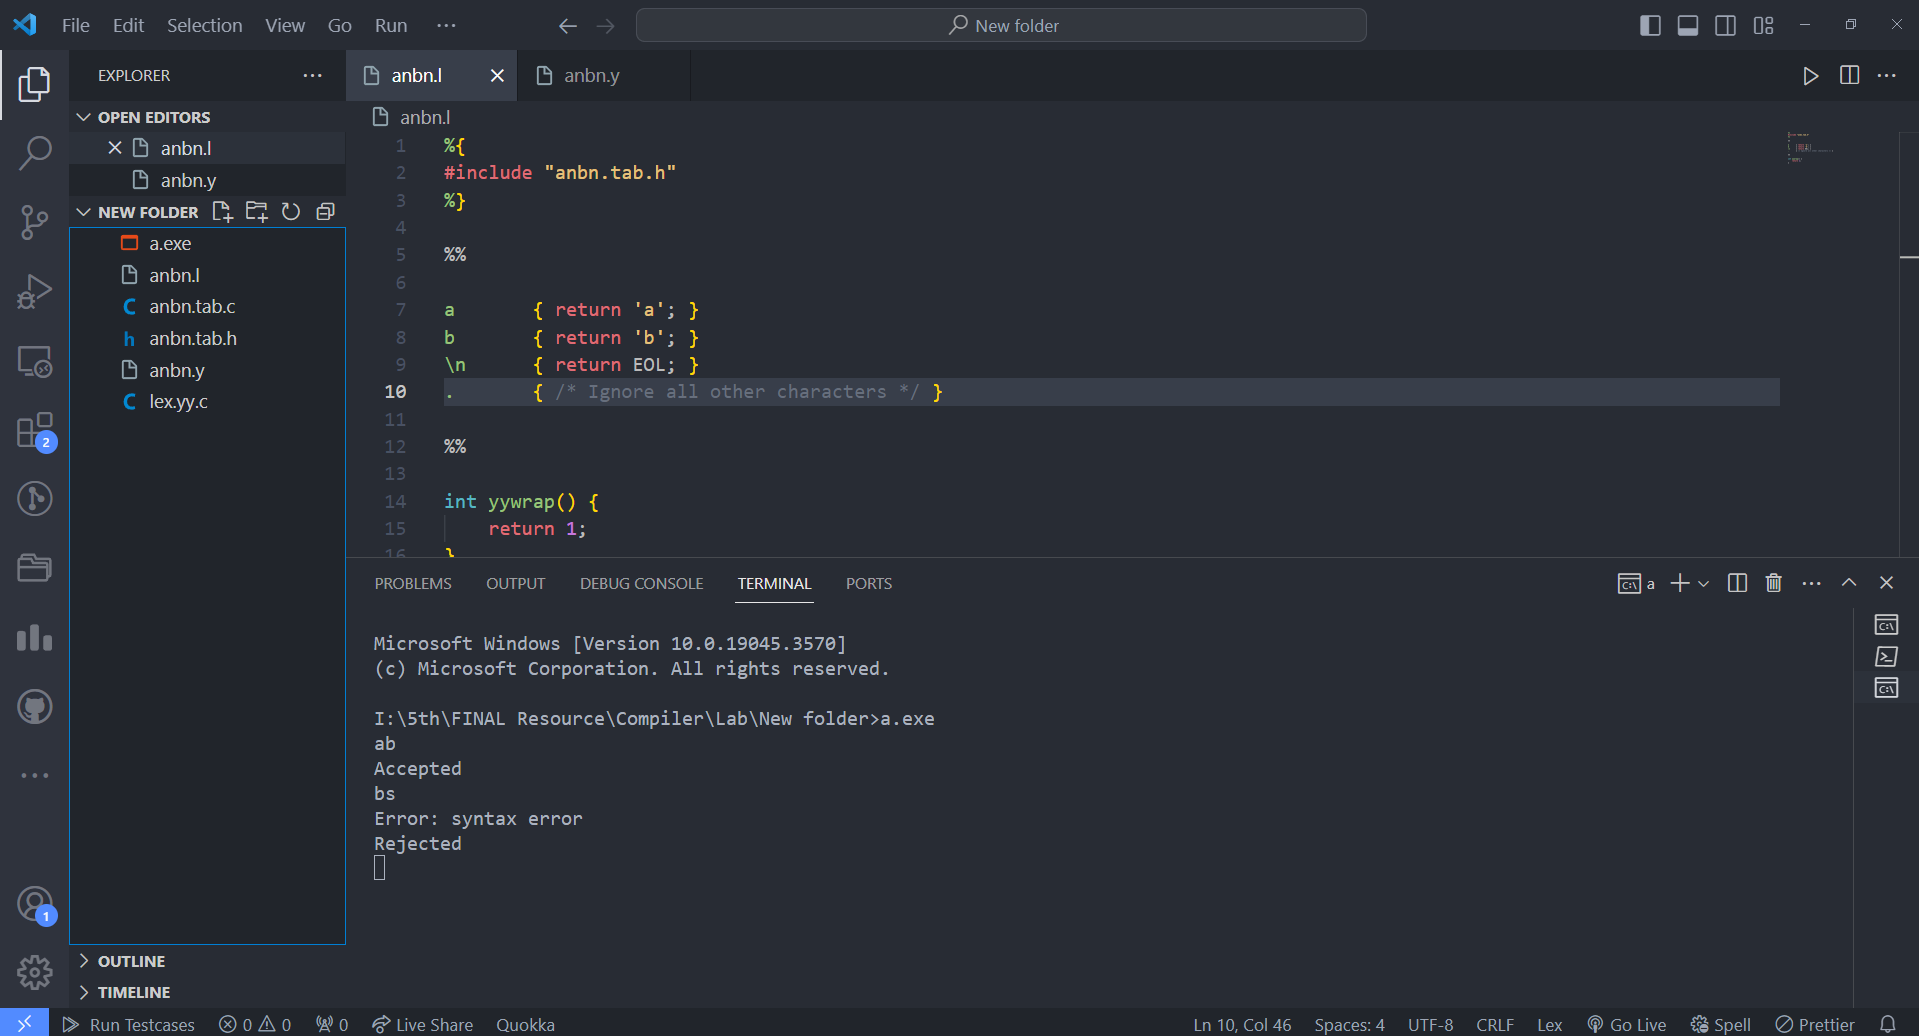 File Edit Selection View Go Run ···
New folder
EXPLORER
OPEN EDITORS
anbn.l
anbn.y
NEW FOLDER
a.exe
anbn.l
anbn.tab.c
anbn.tab.h
anbn.y
lex.yy.c
OUTLINE
TIMELINE
2
1
anbn.l
anbn.y
anbn.l
1 %{
2 #include "anbn.tab.h"
3 %}
4
5 %%
6
7 a { return 'a'; }
8 b { return 'b'; }
9 \n { return EOL; }
10 . { /* Ignore all other characters */ }
11
12 %%
13
14 int yywrap() {
15 return 1;
16 }
PROBLEMS OUTPUT DEBUG CONSOLE TERMINAL PORTS
a
Microsoft Windows [Version 10.0.19045.3570]
(c) Microsoft Corporation. All rights reserved.
I:\5th\FINAL Resource\Compiler\Lab\New folder>a.exe
ab
Accepted
bs
Error: syntax error
Rejected
Run Testcases 0 0 0 Live Share Quokka
Ln 10, Col 46 Spaces: 4 UTF-8 CRLF Lex Go Live Spell Prettier